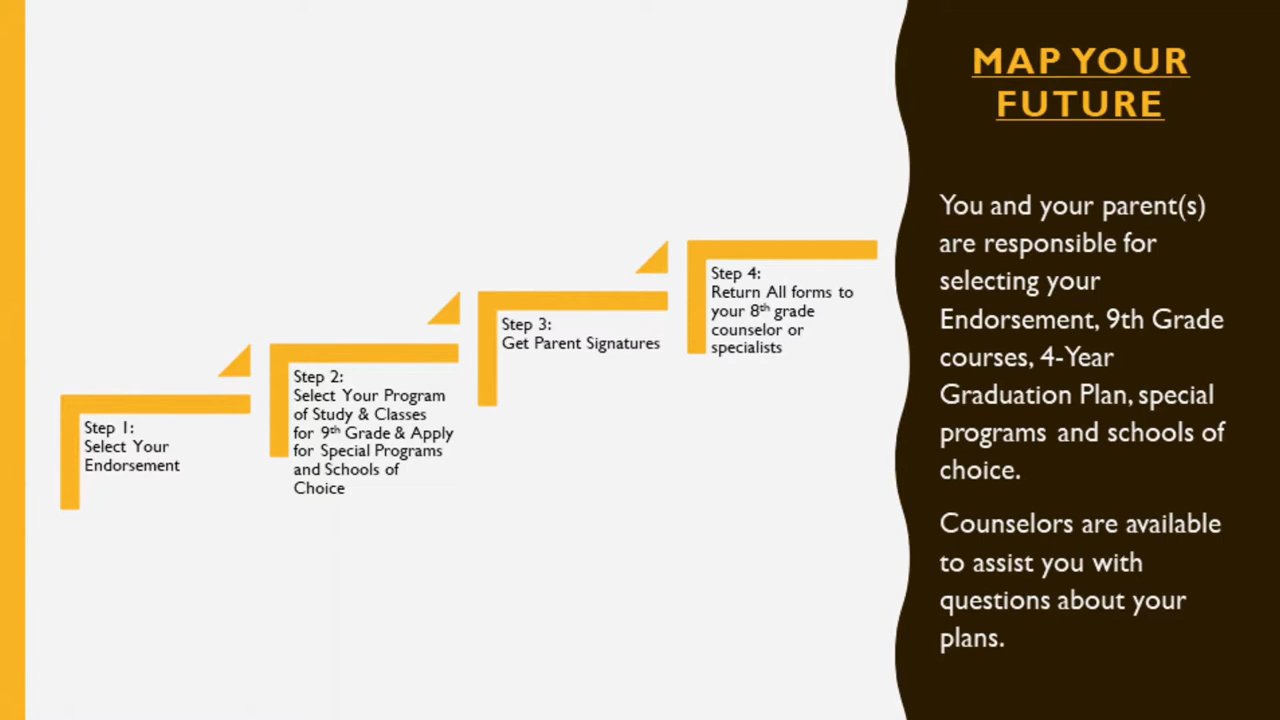 MAP YOUR
FUTURE
You and your parent(s)
are responsible for
selecting your
Endorsement, 9th Grade
courses, 4-Year
Graduation Plan, special
programs and schools of
choice.
Counselors are available
to assist you with
questions about your
plans.
Step 1:
Select Your
Endorsement
Step 2:
Select Your Program
of Study & Classes
for 9th Grade & Apply
for Special Programs
and Schools of
Choice
Step 3:
Get Parent Signatures
Step 4:
Return All forms to
your 8th grade
counselor or
specialists